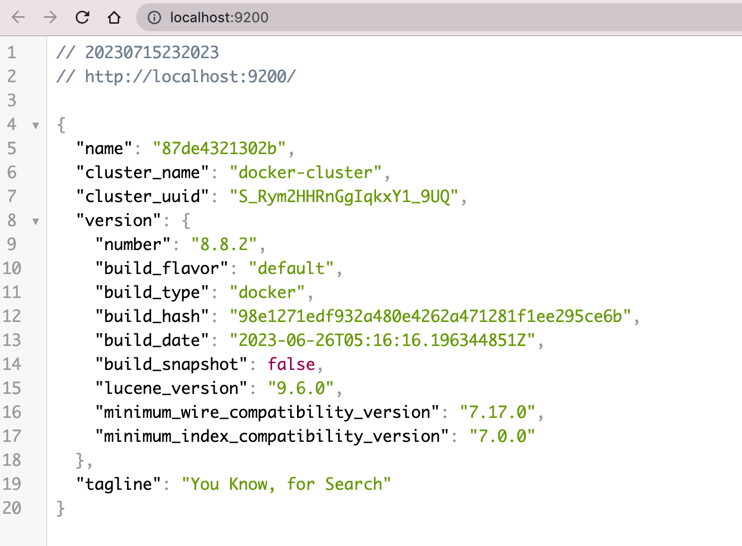 localhost:9200
1 // 20230715232023
2 // http://localhost:9200/
3
4 {
5 "name": "87de4321302b",
6 "cluster_name": "docker-cluster",
7 "cluster_uuid": "S_Rym2HHRnGgIqkxY1_9UQ",
8 "version": {
9 "number": "8.8.2",
10 "build_flavor": "default",
11 "build_type": "docker",
12 "build_hash": "98e1271edf932a480e4262a471281f1ee295ce6b",
13 "build_date": "2023-06-26T05:16:16.196344851Z",
14 "build_snapshot": false,
15 "lucene_version": "9.6.0",
16 "minimum_wire_compatibility_version": "7.17.0",
17 "minimum_index_compatibility_version": "7.0.0"
18 },
19 "tagline": "You Know, for Search"
20 }